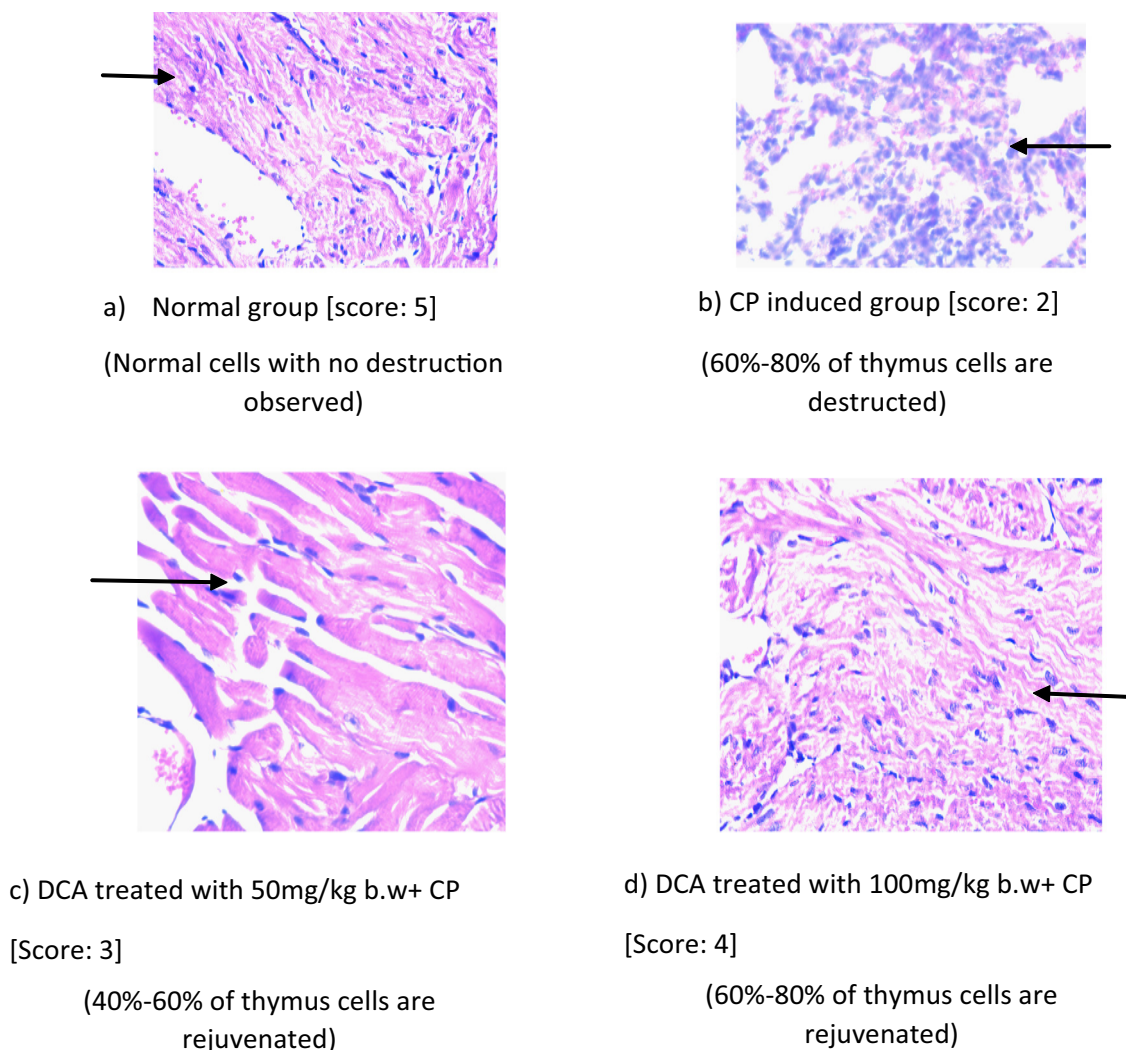 a) Normal group [score: 5]
(Normal cells with no destruction
observed)
b) CP induced group [score: 2]
(60%-80% of thymus cells are
destructed)
c) DCA treated with 50mg/kg b.w+ CP
[Score: 3]
(40%-60% of thymus cells are
rejuvenated)
d) DCA treated with 100mg/kg b.w+ CP
[Score: 4]
(60%-80% of thymus cells are
rejuvenated)